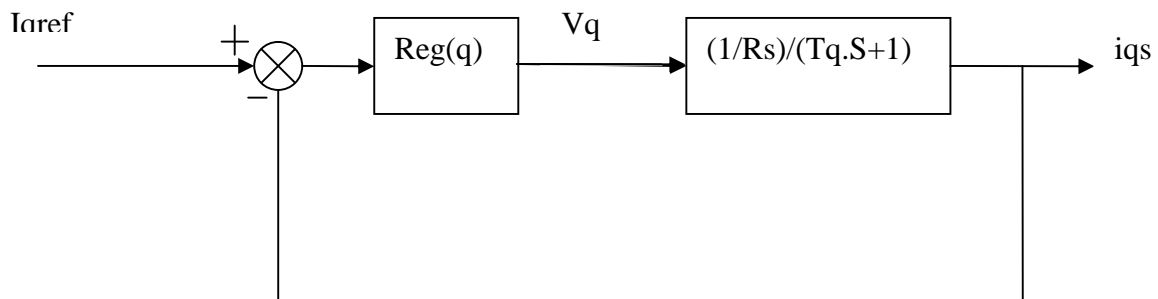 Iqref
+
Reg(q)
Vq
(1/Rs)/(Tq.S+1)
iqs
−